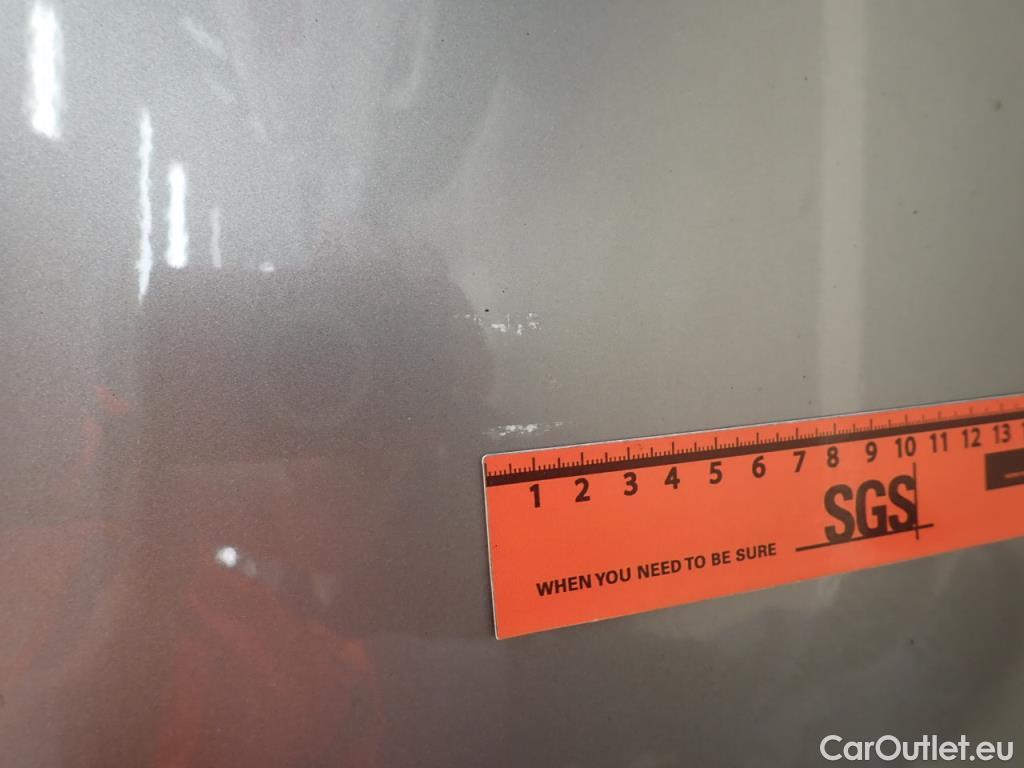 1 2 3 4 5 6 7 8 9 10 11 12 13
SGS
WHEN YOU NEED TO BE SURE
CarOutlet.eu